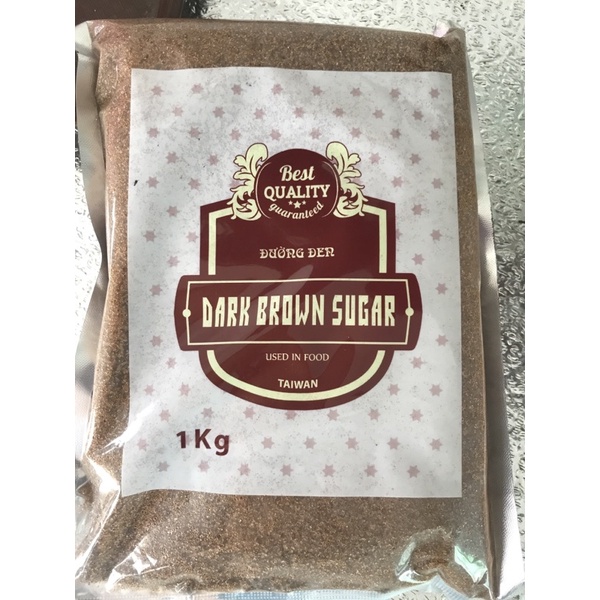 Best
QUALITY
guaranteed
ĐƯỜNG ĐEN
DARK BROWN SUGAR
USED IN FOOD
TAIWAN
1Kg